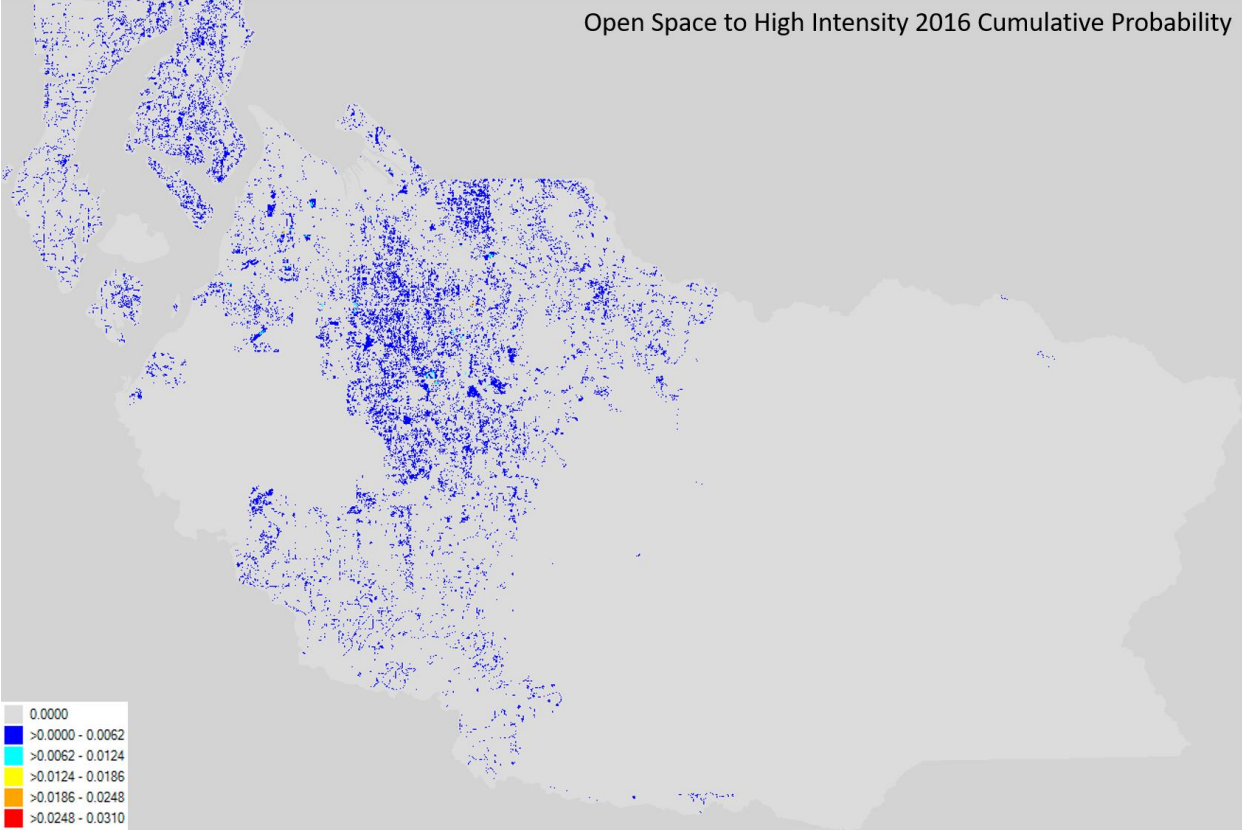 Open Space to High Intensity 2016 Cumulative Probability
0.0000
>0.0000 - 0.0062
>0.0062 - 0.0124
>0.0124 - 0.0186
>0.0186 - 0.0248
>0.0248 - 0.0310